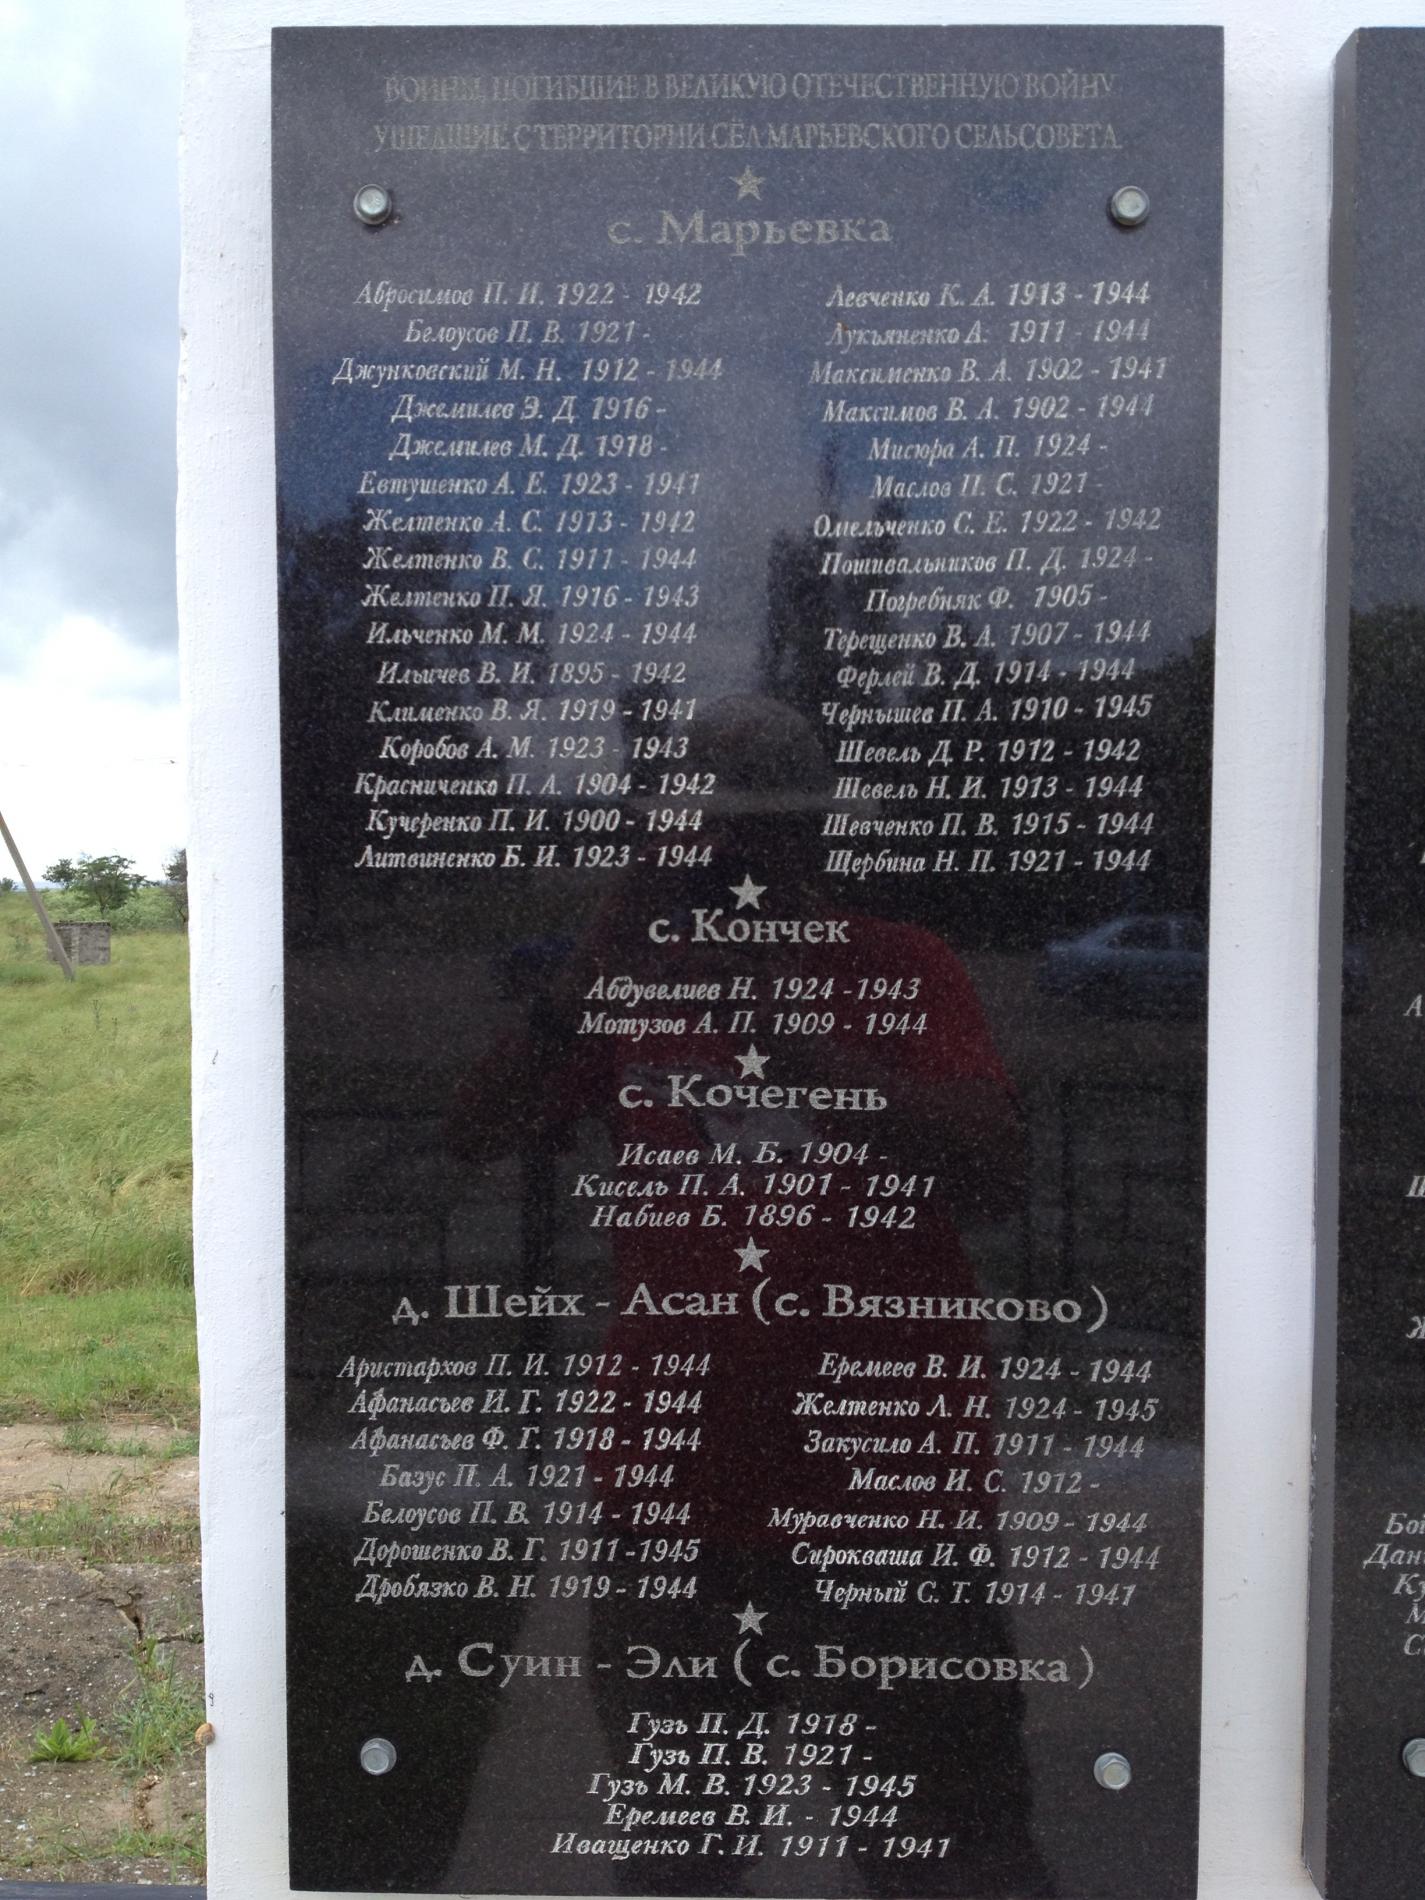 ВОИНЫ, ПОГИБШИЕ В ВЕЛИКУЮ ОТЕЧЕСТВЕННУЮ ВОЙНУ
УШЕДШИЕ С ТЕРРИТОРИИ СЁЛ МАРЬЕВСКОГО СЕЛЬСОВЕТА
с. Марьевка
Абросимов П. И. 1922 - 1942
Белоусов П. В. 1921 -
Джунковский М. Н. 1912 - 1944
Джемилев Э. Д 1916 -
Джемилев М. Д. 1918 -
Евтушенко А. Е. 1923 - 1941
Желтенко А. С. 1913 - 1942
Желтенко В. С. 1911 - 1944
Желтенко П. Я. 1916 - 1943
Ильченко М. М. 1924 - 1944
Ильичев В. И. 1895 - 1942
Клименко В. Я. 1919 - 1941
Коробов А. М. 1923 - 1943
Красниченко П. А. 1904 - 1942
Кучеренко П. И. 1900 - 1944
Литвиненко Б. И. 1923 - 1944
Левченко К. А. 1913 - 1944
Лукьяненко А. 1911 - 1944
Максименко В. А. 1902 - 1941
Максимов В. А. 1902 - 1944
Мисюра А. П. 1924 -
Маслов П. С. 1921 -
Омельченко С. Е. 1922 - 1942
Пошивальников П. Д. 1924 -
Погребняк Ф. 1905 -
Терещенко В. А. 1907 - 1944
Ферлей В. Д. 1914 - 1944
Чернышев П. А. 1910 - 1945
Шевель Д. Р. 1912 - 1942
Шевель Н. И. 1913 - 1944
Шевченко П. В. 1915 - 1944
Щербина Н. П. 1921 - 1944
с. Кончек
Абдувелиев Н. 1924 -1943
Мотузов А. П. 1909 - 1944
с. Кочегень
Исаев М. Б. 1904 -
Кисель П. А. 1901 - 1941
Набиев Б. 1896 - 1942
д. Шейх - Асан (с. Вязниково)
Аристархов П. И. 1912 - 1944
Афанасьев И. Г. 1922 - 1944
Афанасьев Ф. Г. 1918 - 1944
Базус П. А. 1921 - 1944
Белоусов П. В. 1914 - 1944
Дорошенко В. Г. 1911 -1945
Дробязко В. Н. 1919 - 1944
Еремеев В. И. 1924 - 1944
Желтенко Л. Н. 1924 - 1945
Закусило А. П. 1911 - 1944
Маслов И. С. 1912 -
Муравченко Н. И. 1909 - 1944
Сирокваша И. Ф. 1912 - 1944
Черный С. Т. 1914 - 1941
д. Суин - Эли ( с. Борисовка )
Гузь П. Д. 1918 -
Гузь П. В. 1921 -
Гузь М. В. 1923 - 1945
Еремеев В. И. - 1944
Иващенко Г. И. 1911 - 1941